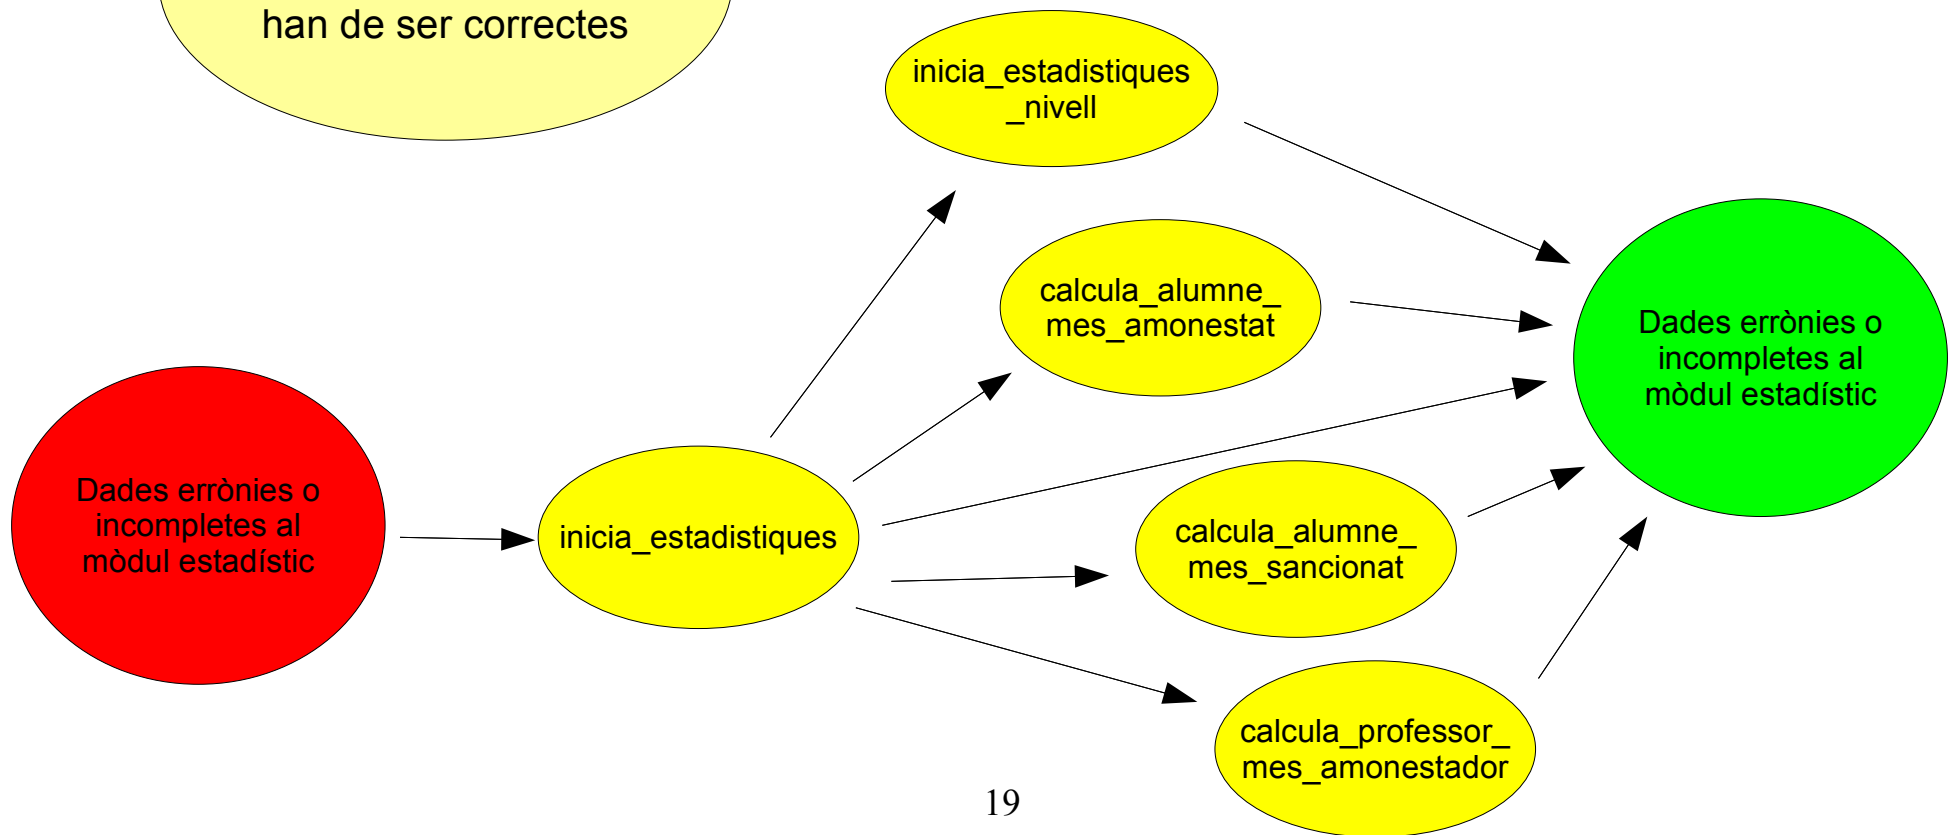 han de ser correctes
inicia_estadistiques
_nivell
calcula_alumne_
mes_amonestat
Dades errònies o
incompletes al
mòdul estadístic
Dades errònies o
incompletes al
mòdul estadístic
inicia_estadistiques
calcula_alumne_
mes_sancionat
calcula_professor_
mes_amonestador
19